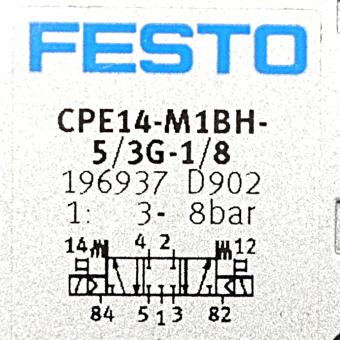 FESTO
CPE14-M1BH-
5/3G-1/8
196937 D902
1: 3- 8bar
14 4 2 12
84 5 1 3 82